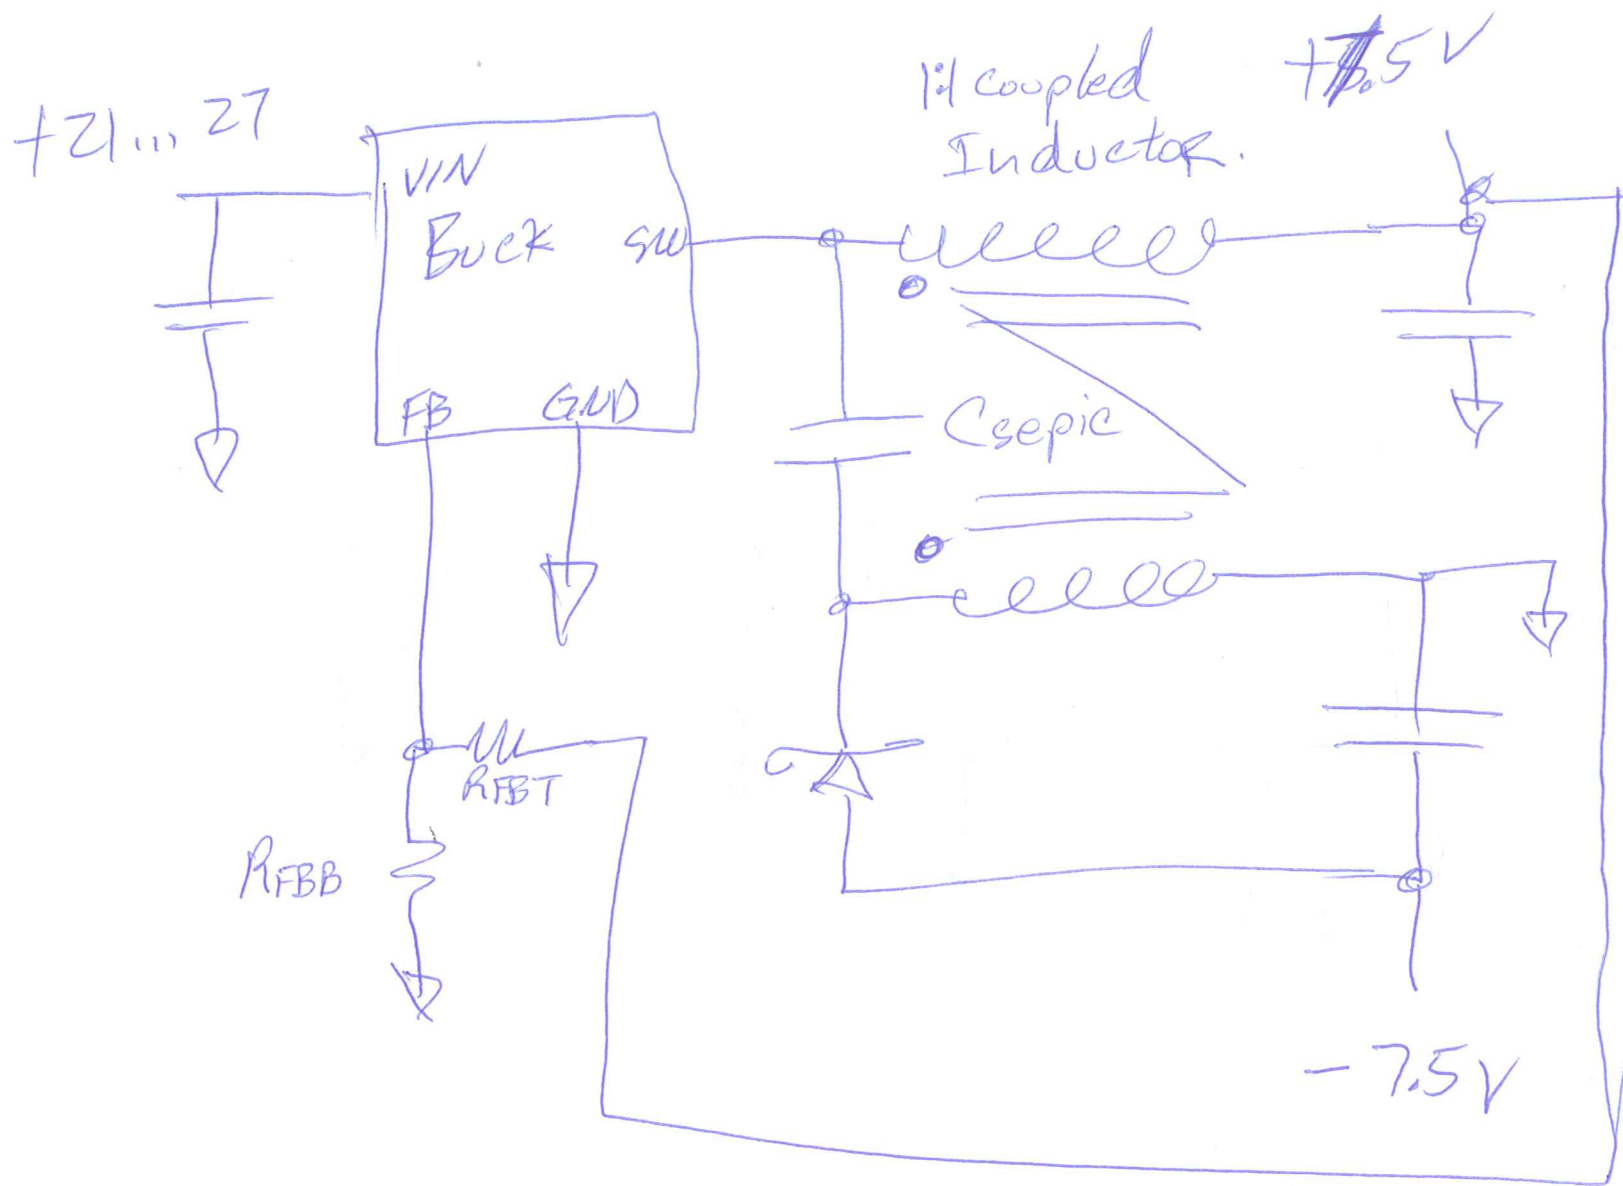 +21... 27
1:1 coupled
Inductor.
+7.5V
VIN
Buck
SW
FB
GND
Csepic
RFBT
RFBB
-7.5V